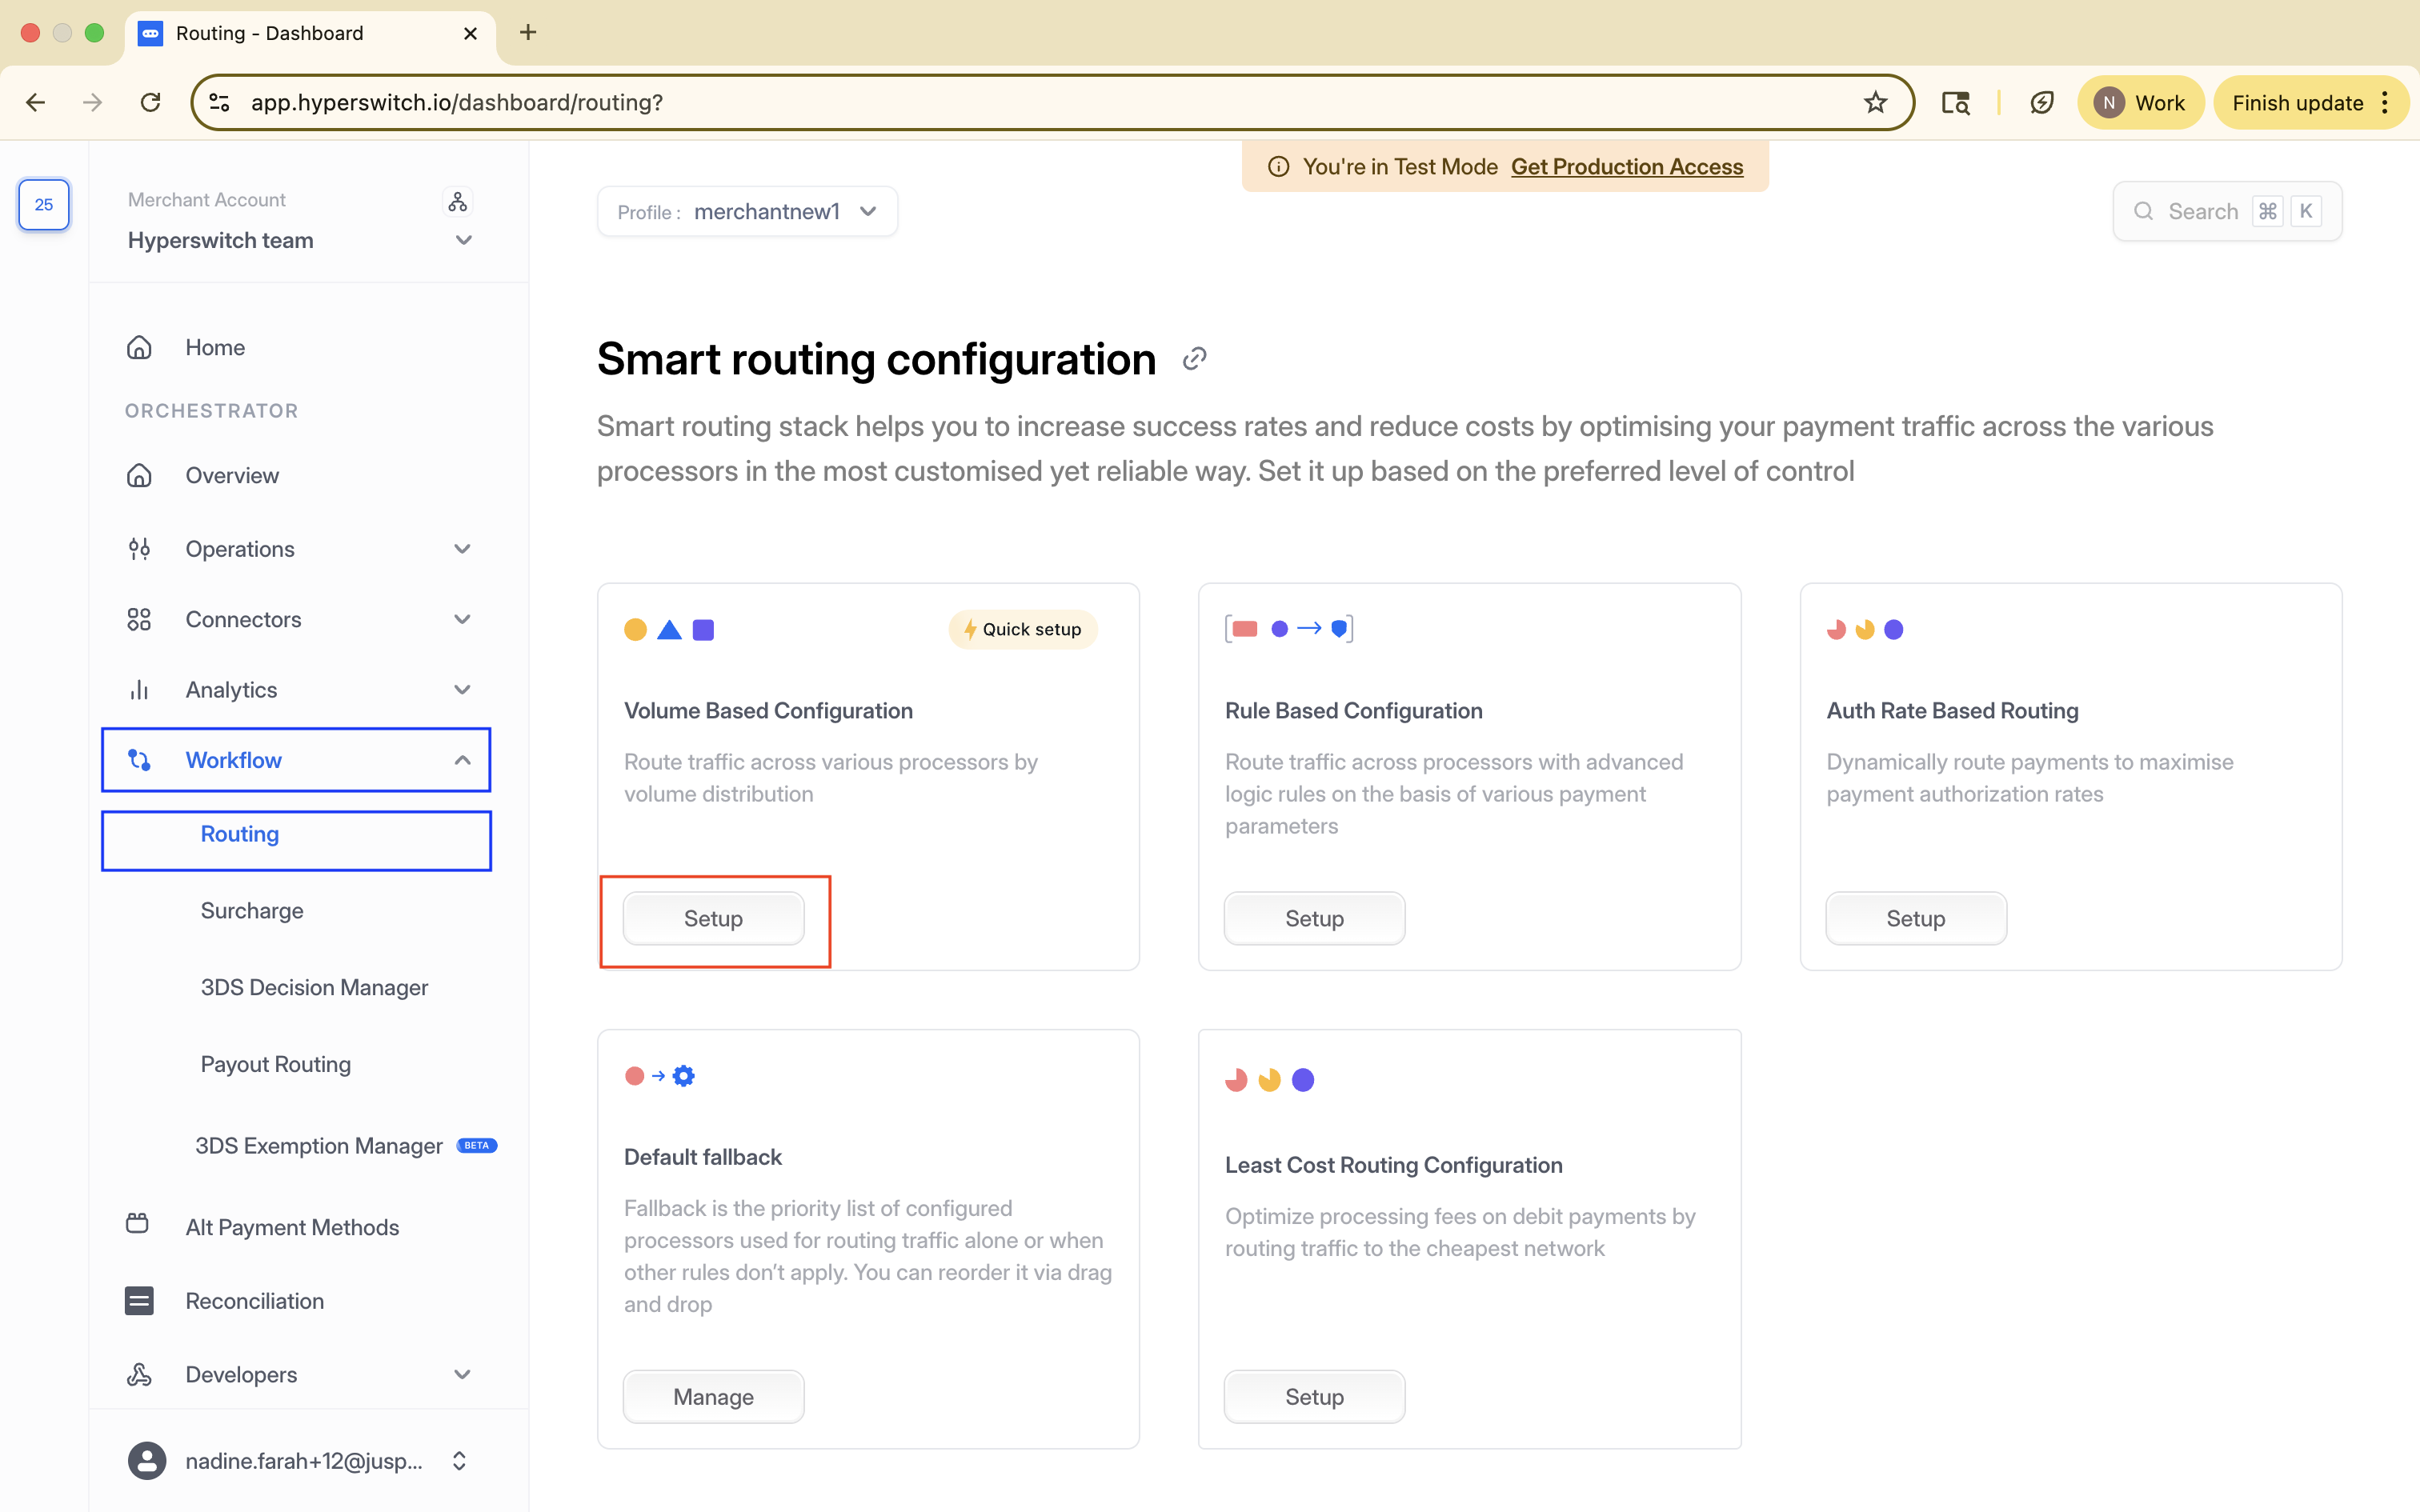 Routing - Dashboard
app.hyperswitch.io/dashboard/routing?
N Work
Finish update
25
Merchant Account
Hyperswitch team
Home
ORCHESTRATOR
Overview
Operations
Connectors
Analytics
Workflow
Routing
Surcharge
3DS Decision Manager
Payout Routing
3DS Exemption Manager BETA
Alt Payment Methods
Reconciliation
Developers
nadine.farah+12@jusp...
You're in Test Mode Get Production Access
Profile : merchantnew1
Search ⌘ K
Smart routing configuration
Smart routing stack helps you to increase success rates and reduce costs by optimising your payment traffic across the various
processors in the most customised yet reliable way. Set it up based on the preferred level of control
Quick setup
Volume Based Configuration
Route traffic across various processors by
volume distribution
Setup
Rule Based Configuration
Route traffic across processors with advanced
logic rules on the basis of various payment
parameters
Setup
Auth Rate Based Routing
Dynamically route payments to maximise
payment authorization rates
Setup
Default fallback
Fallback is the priority list of configured
processors used for routing traffic alone or when
other rules don’t apply. You can reorder it via drag
and drop
Manage
Least Cost Routing Configuration
Optimize processing fees on debit payments by
routing traffic to the cheapest network
Setup